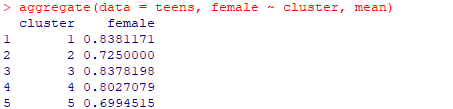 > aggregate(data = teens, female ~ cluster, mean)
  cluster    female
1       1 0.8381171
2       2 0.7250000
3       3 0.8378198
4       4 0.8027079
5       5 0.6994515